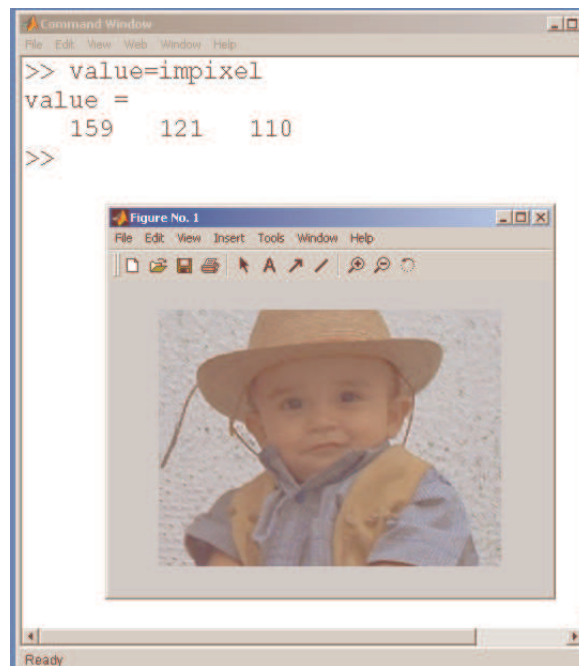 Command Window
File Edit View Web Window Help
>> value=impixel
value =
159 121 110
>>
Figure No. 1
File Edit View Insert Tools Window Help
A
Ready